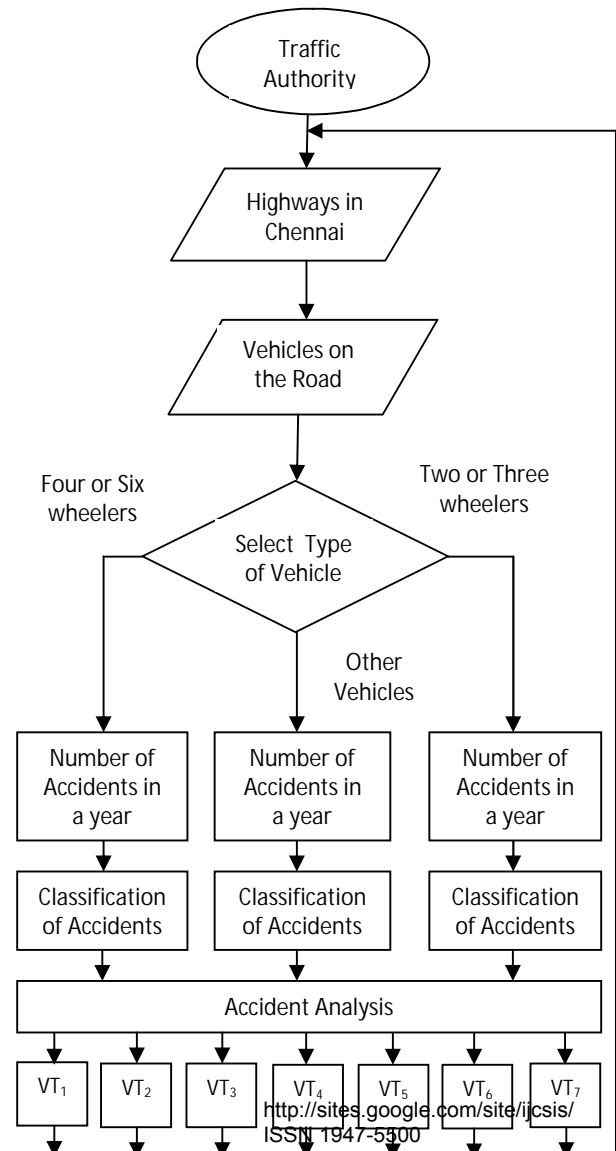 Traffic
Authority
Highways in
Chennai
Vehicles on
the Road
Four or Six
wheelers
Two or Three
wheelers
Select Type
of Vehicle
Other
Vehicles
Number of
Accidents in
a year
Number of
Accidents in
a year
Number of
Accidents in
a year
Classification
of Accidents
Classification
of Accidents
Classification
of Accidents
Accident Analysis
VT₁ VT₂ VT₃ VT₄ VT₅ VT₆ VT₇
http://sites.google.com/site/ijcsis/
ISSN 1947-5500